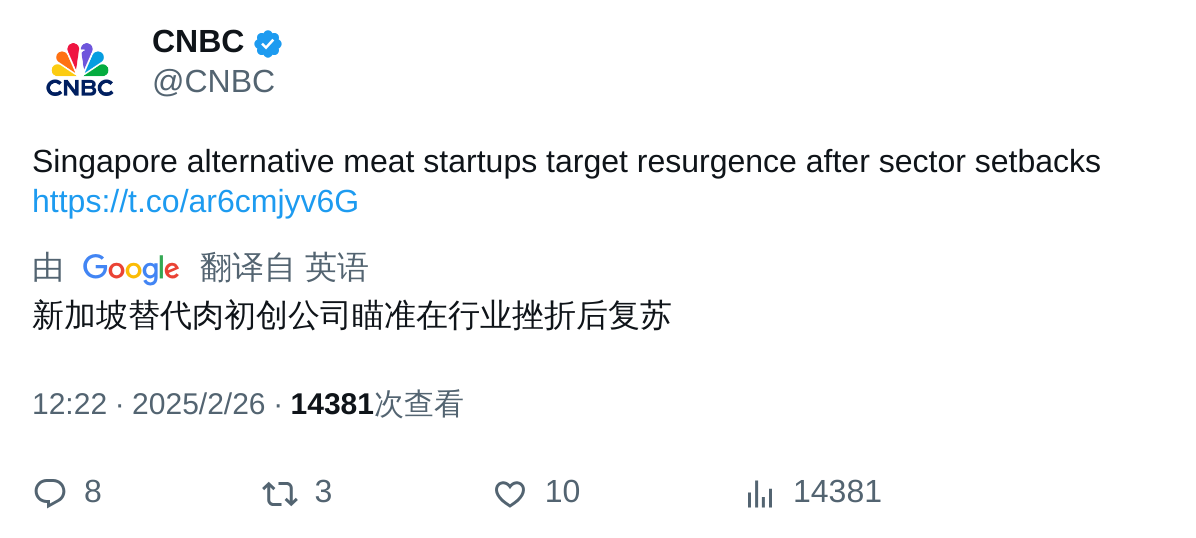 CNBC
CNBC
@CNBC
Singapore alternative meat startups target resurgence after sector setbacks
https://t.co/ar6cmjyv6G
由 Google 翻译自 英语
新加坡替代肉初创公司瞄准在行业挫折后复苏
12:22 · 2025/2/26 · 14381次查看
8 3 10 14381